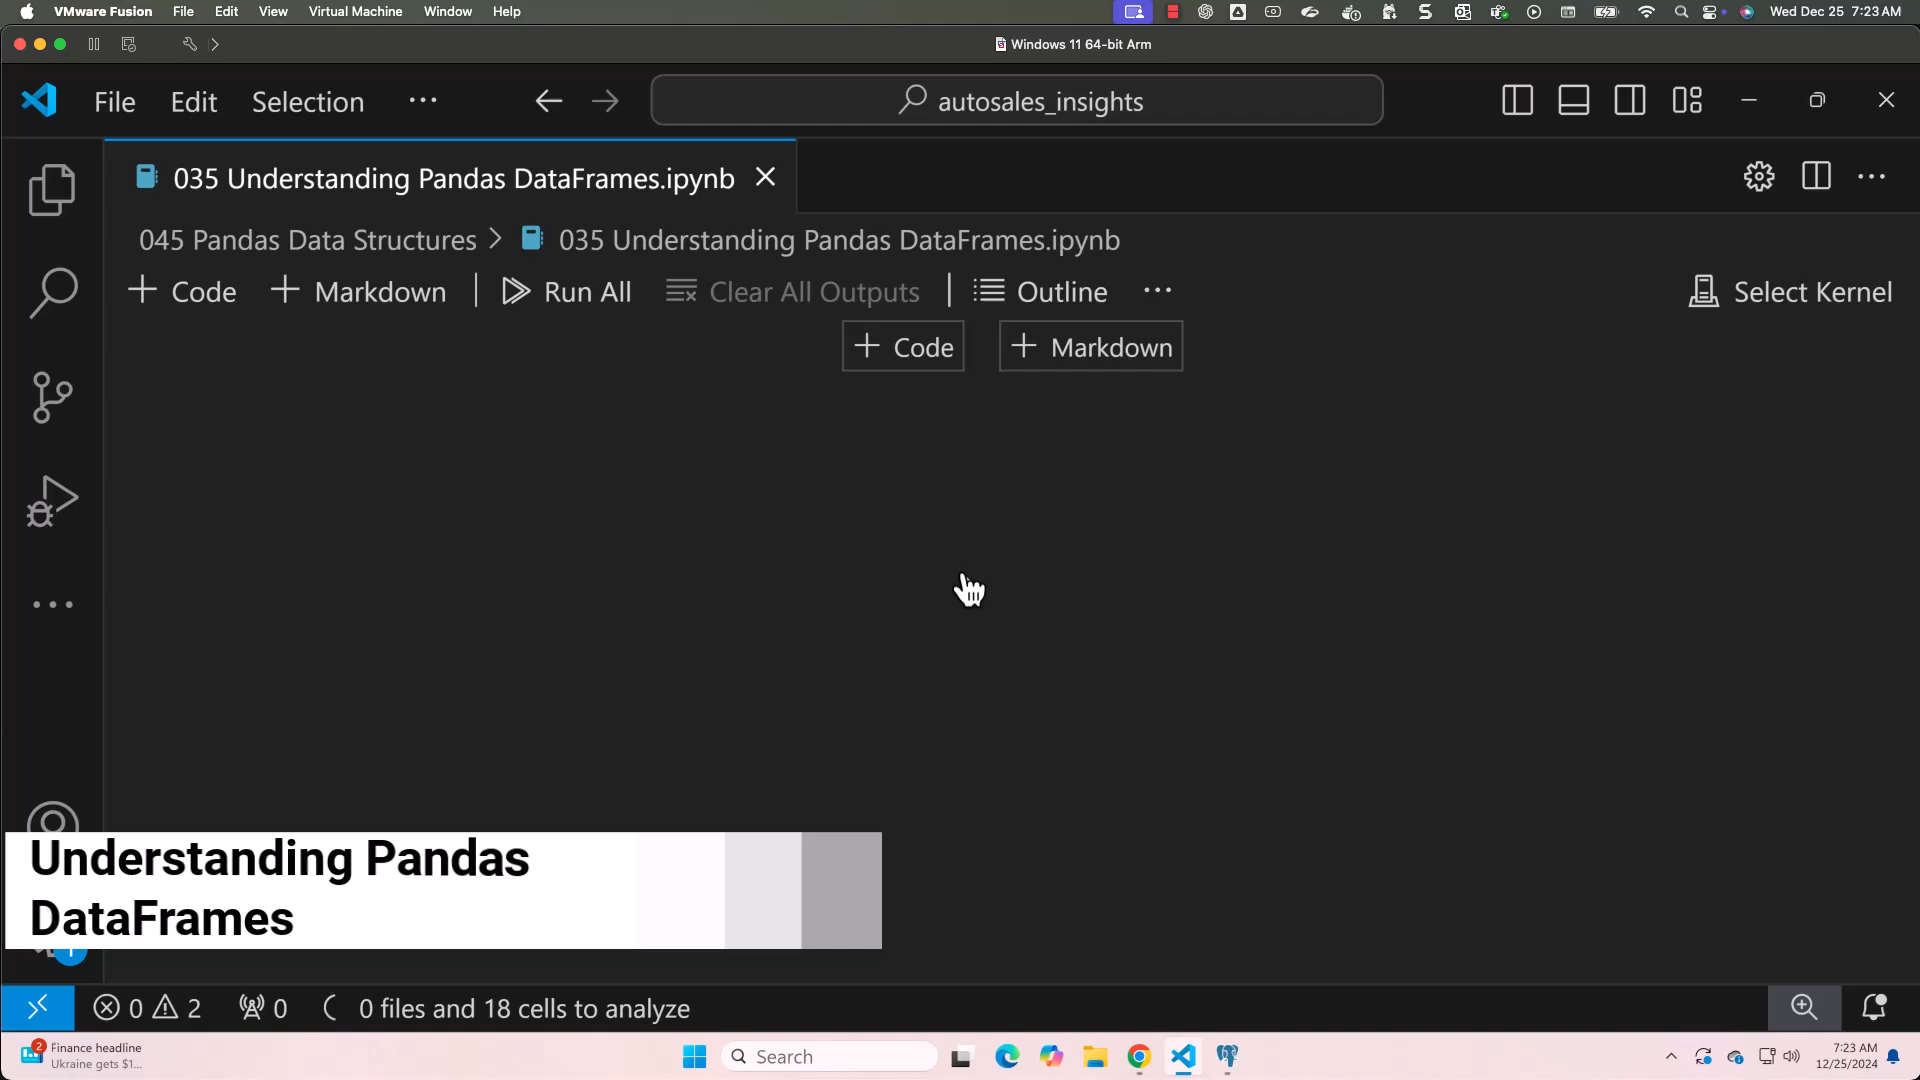 VMware Fusion File Edit View Virtual Machine Window Help Wed Dec 25 7:23 AM
Windows 11 64-bit Arm
File Edit Selection ··· autosales_insights
035 Understanding Pandas DataFrames.ipynb
045 Pandas Data Structures > 035 Understanding Pandas DataFrames.ipynb
+ Code + Markdown Run All Clear All Outputs Outline ··· Select Kernel
+ Code + Markdown
Understanding Pandas
DataFrames
0 2 0 0 files and 18 cells to analyze
2 Finance headline
Ukraine gets $1...
Search
7:23 AM
12/25/2024